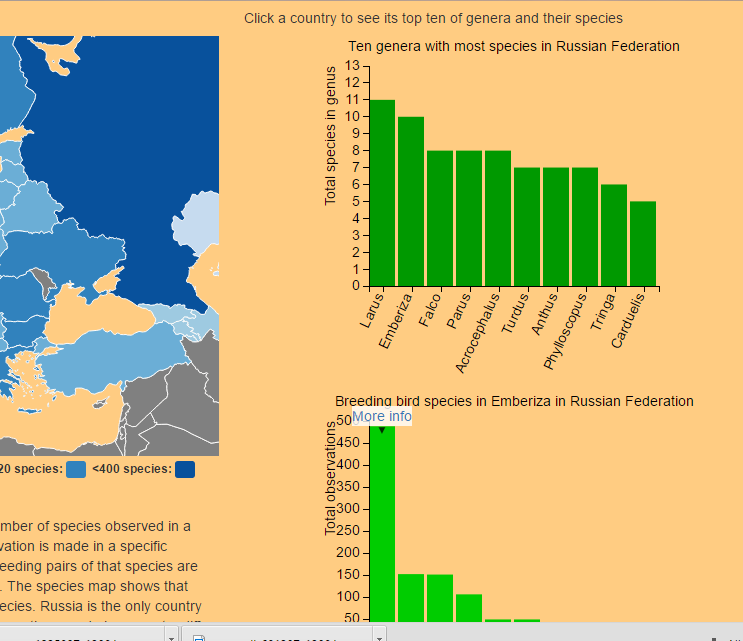 Click a country to see its top ten of genera and their species
Ten genera with most species in Russian Federation
Total species in genus
13
12
11
10
9
8
7
6
5
4
3
2
1
0
Larus
Emberiza
Falco
Parus
Acrocephalus
Turdus
Anthus
Phylloscopus
Tringa
Carduelis
Breeding bird species in Emberiza in Russian Federation
More info
Total observations
450
400
350
300
250
200
150
100
50
20 species: <400 species:
mber of species observed in a
vation is made in a specific
eeding pairs of that species are
. The species map shows that
ecies. Russia is the only country